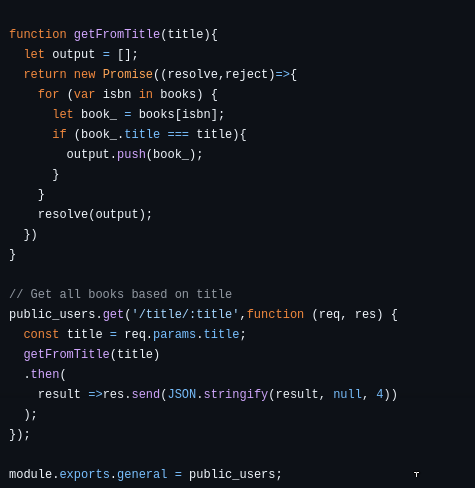 function getFromTitle(title){
  let output = [];
  return new Promise((resolve,reject)=>{
    for (var isbn in books) {
      let book_ = books[isbn];
      if (book_.title === title){
        output.push(book_);
      }
    }
    resolve(output);
  })
}
// Get all books based on title
public_users.get('/title/:title',function (req, res) {
  const title = req.params.title;
  getFromTitle(title)
  .then(
    result =>res.send(JSON.stringify(result, null, 4))
  );
});
module.exports.general = public_users;